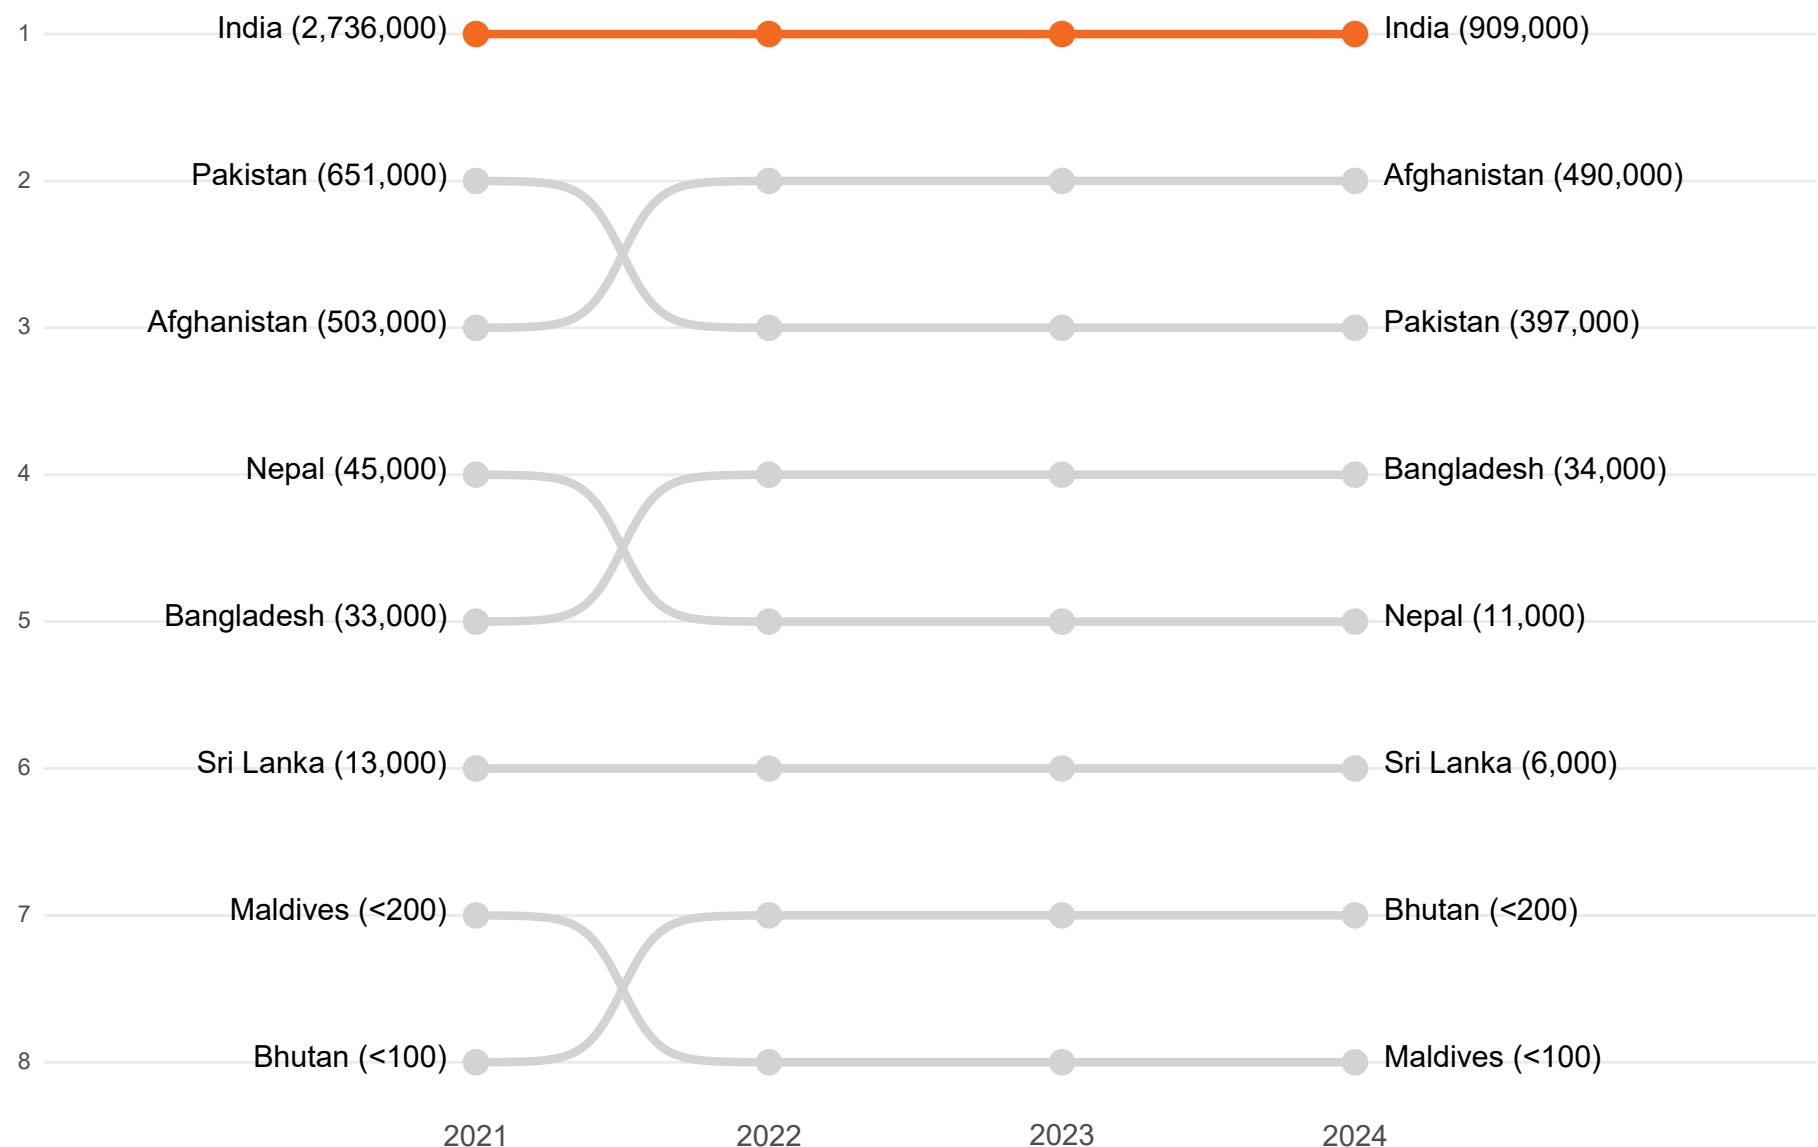 1 India (2,736,000) India (909,000)
2 Pakistan (651,000) Afghanistan (490,000)
3 Afghanistan (503,000) Pakistan (397,000)
4 Nepal (45,000) Bangladesh (34,000)
5 Bangladesh (33,000) Nepal (11,000)
6 Sri Lanka (13,000) Sri Lanka (6,000)
7 Maldives (<200) Bhutan (<200)
8 Bhutan (<100) Maldives (<100)
2021 2022 2023 2024